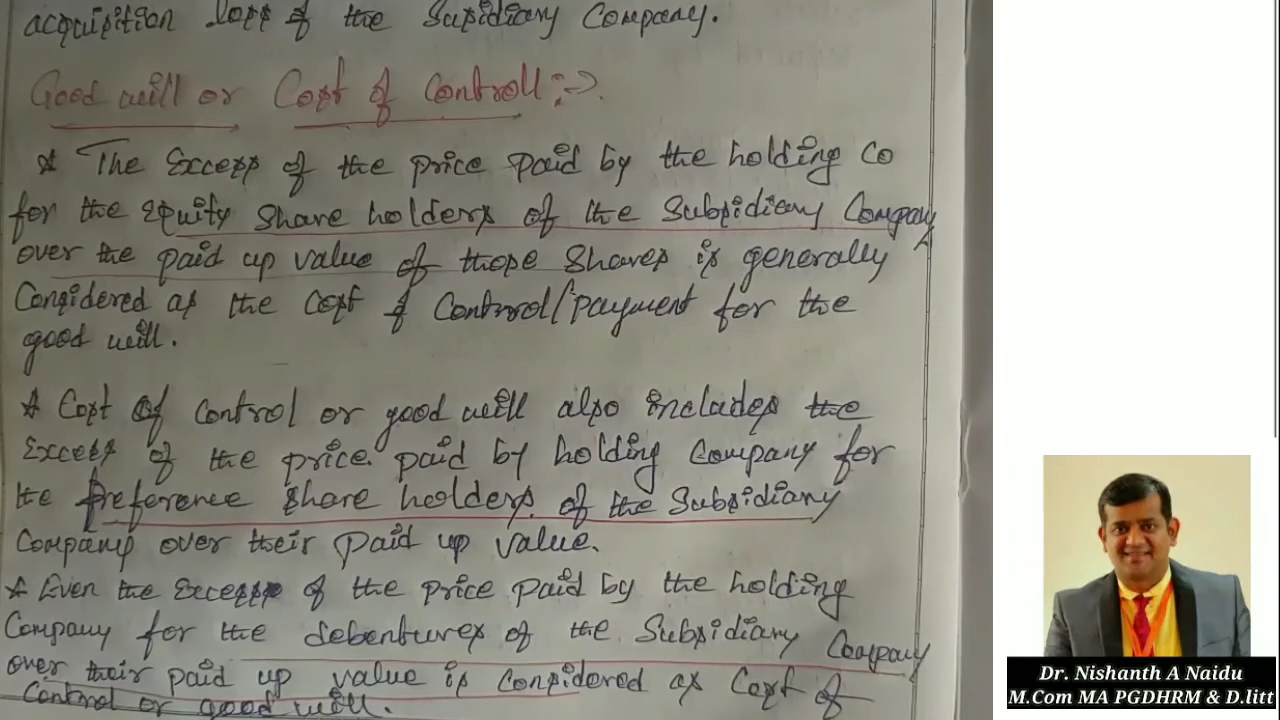 acquisition loss of the Supidiary Company.
Good will or Cost of Controll :->.
* The Excess of the price paid by the holding Co
for the Equity Share holders of the Subsidiary Company
over the paid up value of those Shares is generally
Considered as the Cost of Control/Payment for the
good will.
* Cost of control or good will also includes the
Excess of the price paid by holding Company for
the Preference Share holders of the Subsidiary
Company over their paid up value.
* Even the Excess of the price paid by the holding
Company for the debentures of the Subsidiary Company
over their paid up value is considered as Cost of
Control or good will.
Dr. Nishanth A Naidu
M.Com MA PGDHRM & D.litt